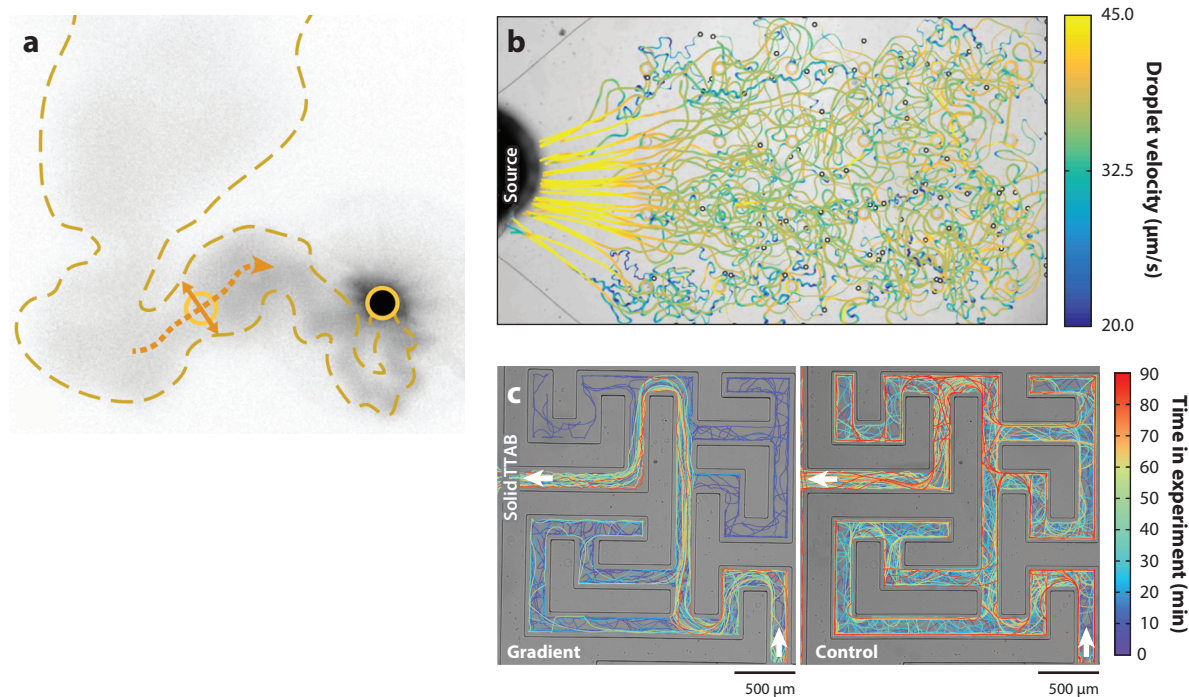 a
b
Source
45.0
32.5
20.0
Droplet velocity (µm/s)
c
Solid TTAB
Gradient
Control
500 µm
500 µm
90
80
70
60
50
40
30
20
10
0
Time in experiment (min)